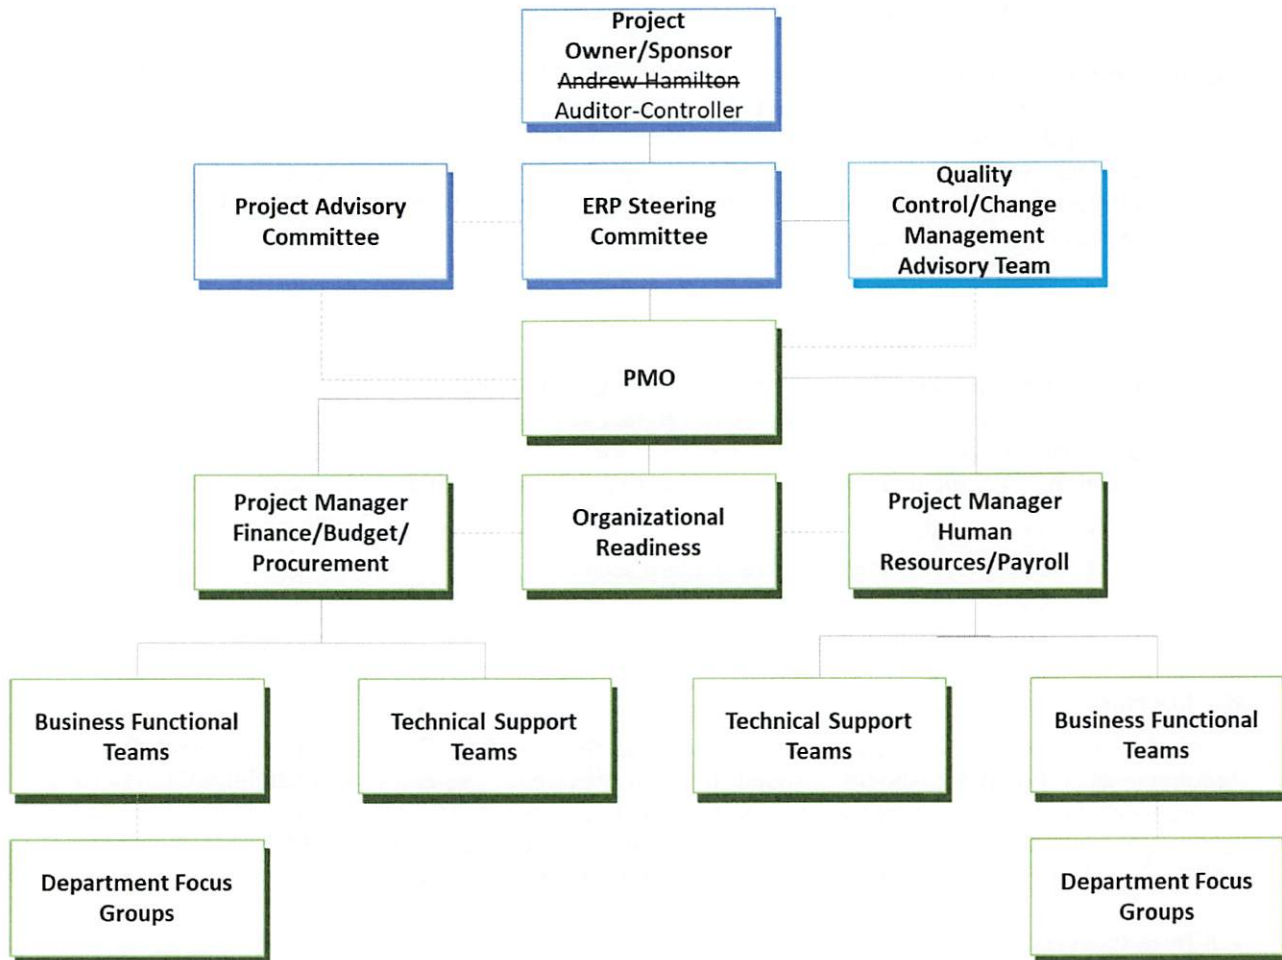 Project
Owner/Sponsor
Andrew Hamilton
Auditor-Controller
Project Advisory
Committee
ERP Steering
Committee
Quality
Control/Change
Management
Advisory Team
PMO
Project Manager
Finance/Budget/
Procurement
Organizational
Readiness
Project Manager
Human
Resources/Payroll
Business Functional
Teams
Technical Support
Teams
Technical Support
Teams
Business Functional
Teams
Department Focus
Groups
Department Focus
Groups